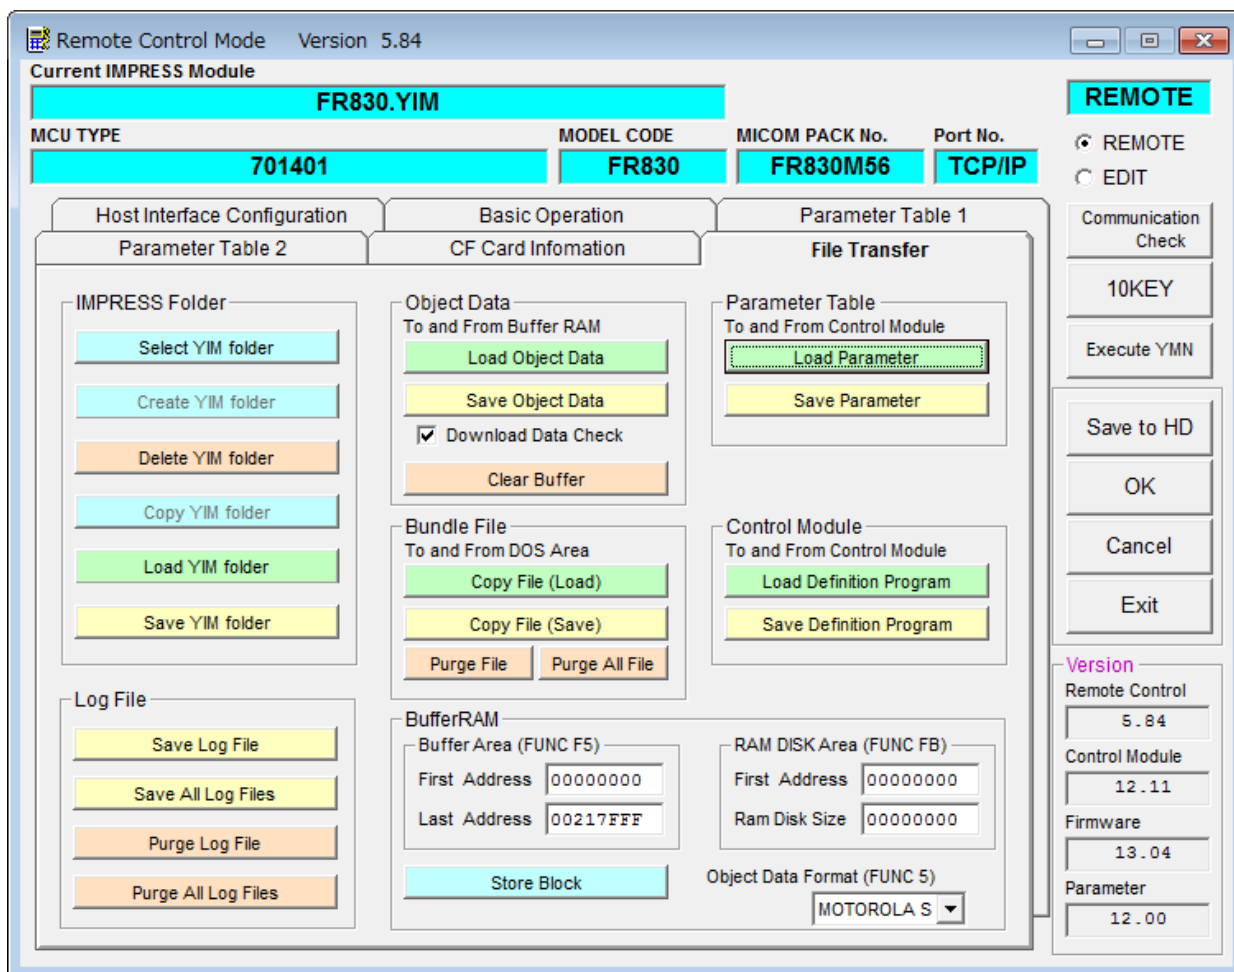 Remote Control Mode Version 5.84
Current IMPRESS Module
FR830.YIM
REMOTE
MCU TYPE
MODEL CODE
MICOM PACK No.
Port No.
701401
FR830
FR830M56
TCP/IP
REMOTE
EDIT
Host Interface Configuration
Basic Operation
Parameter Table 1
Parameter Table 2
CF Card Infomation
File Transfer
Communication
Check
10KEY
Execute YMN
Save to HD
OK
Cancel
Exit
IMPRESS Folder
Select YIM folder
Create YIM folder
Delete YIM folder
Copy YIM folder
Load YIM folder
Save YIM folder
Object Data
To and From Buffer RAM
Load Object Data
Save Object Data
Download Data Check
Clear Buffer
Parameter Table
To and From Control Module
Load Parameter
Save Parameter
Bundle File
To and From DOS Area
Copy File (Load)
Copy File (Save)
Purge File
Purge All File
Control Module
To and From Control Module
Load Definition Program
Save Definition Program
Log File
Save Log File
Save All Log Files
Purge Log File
Purge All Log Files
BufferRAM
Buffer Area (FUNC F5)
First Address 00000000
Last Address 00217FFF
RAM DISK Area (FUNC FB)
First Address 00000000
Ram Disk Size 00000000
Store Block
Object Data Format (FUNC 5)
MOTOROLA S
Version
Remote Control
5.84
Control Module
12.11
Firmware
13.04
Parameter
12.00